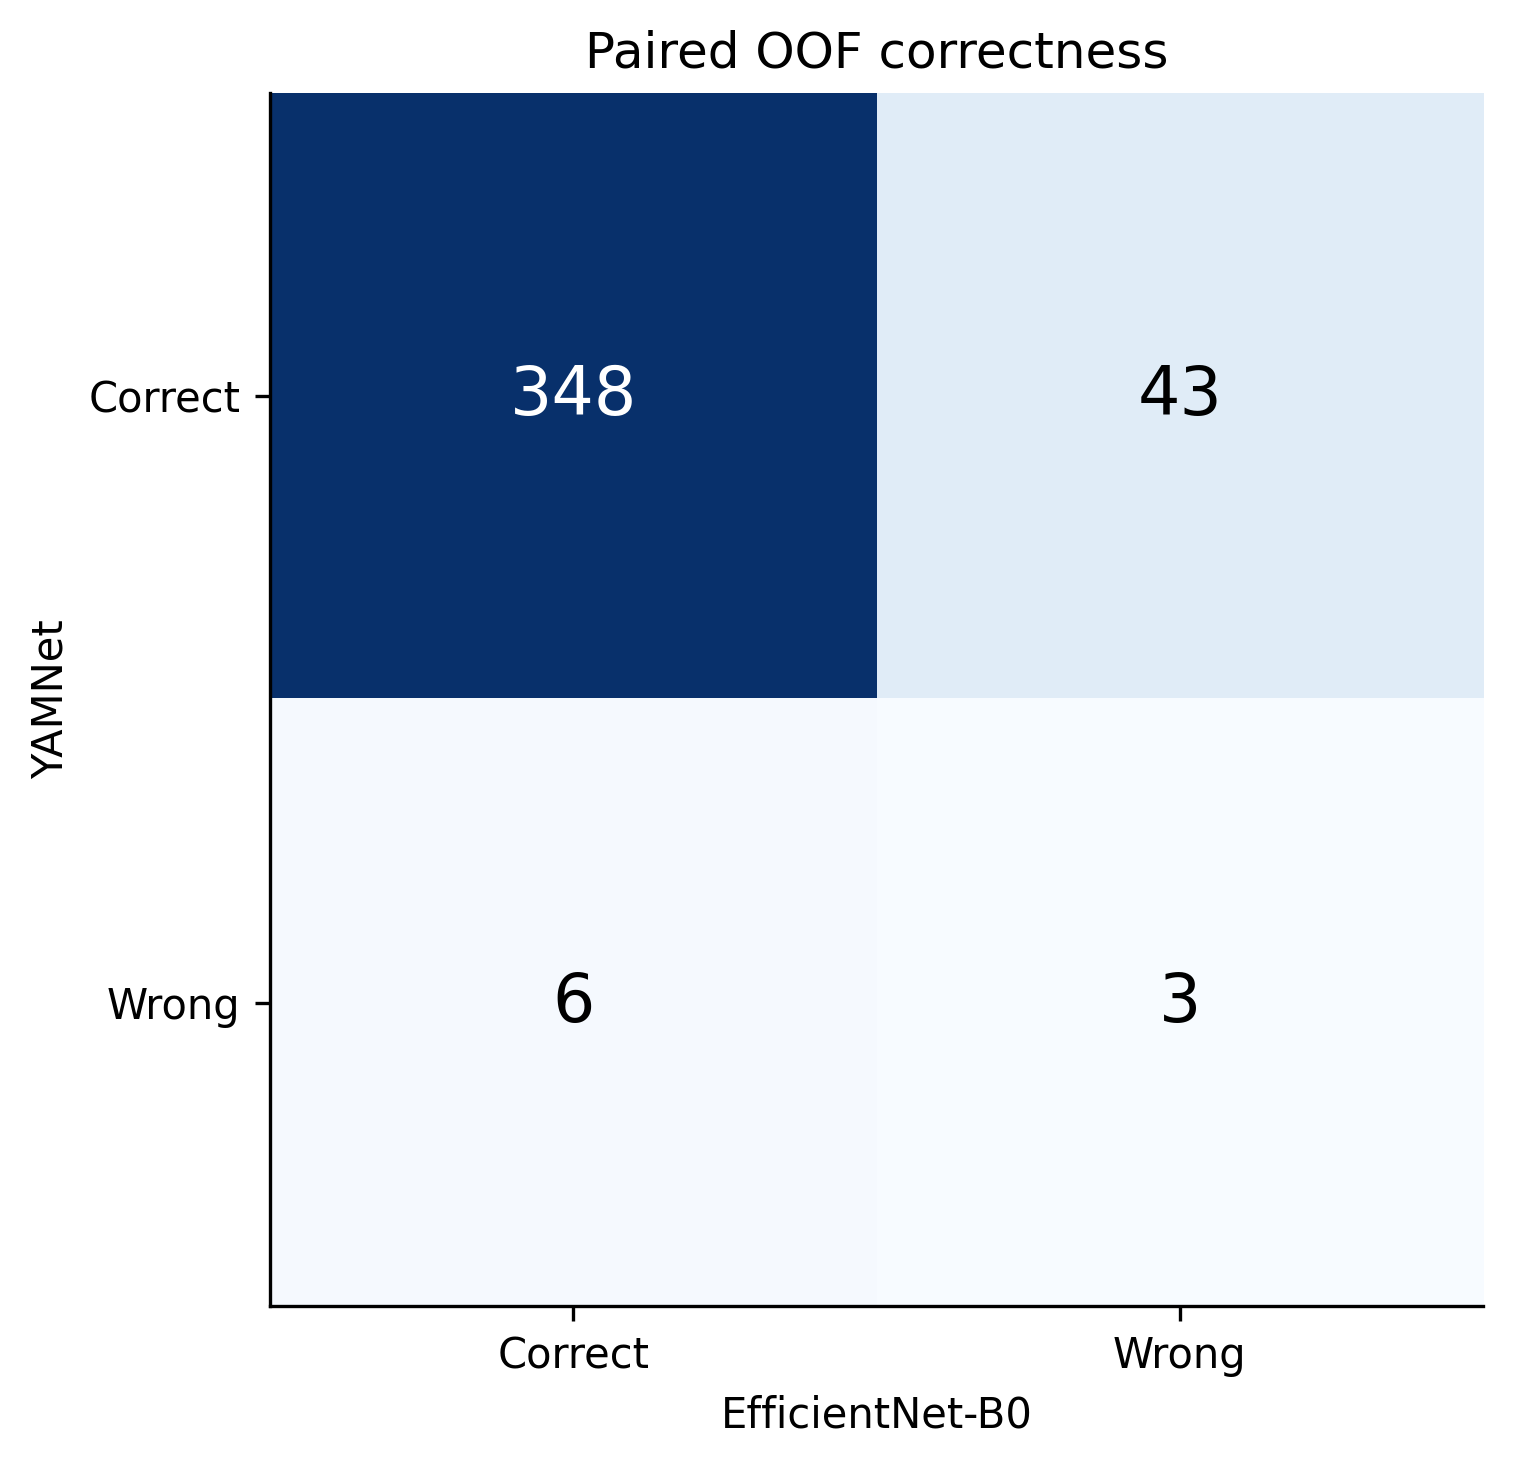 Paired OOF correctness
Correct
348
43
YAMNet
Wrong
6
3
Correct
Wrong
EfficientNet-B0